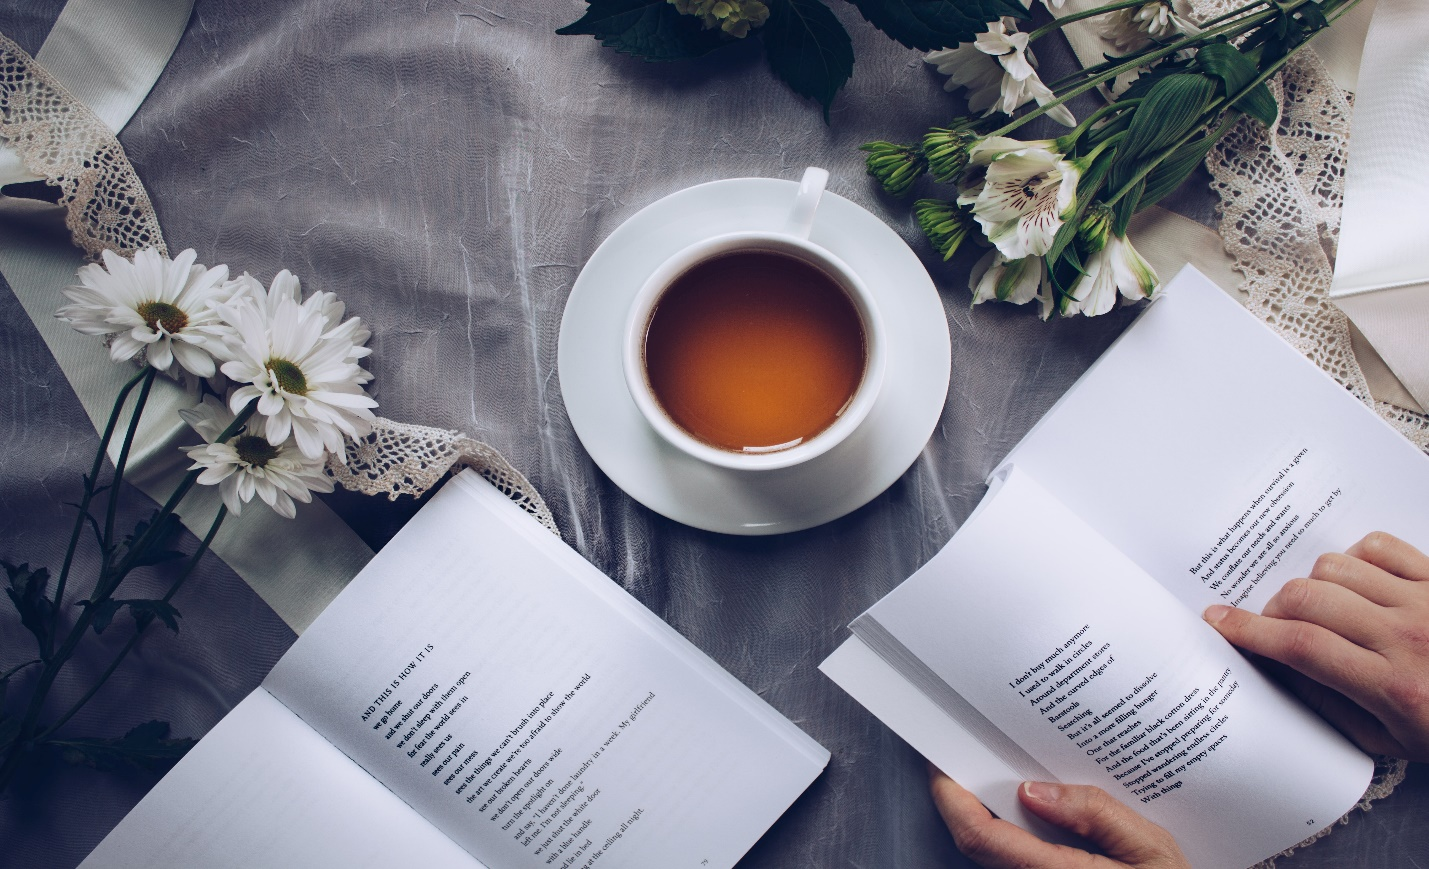 AND THIS IS HOW IT IS
we go home
and we shut our doors
we don't sleep with them open
for fear the world sees in
really sees us
sees our pain
sees our mess
sees the things we can't brush into place
the art we create we're too afraid to show the world
we our broken hearts
we don't open our doors wide
turn the spotlight on
and say, "I haven't done laundry in a week. My girlfriend
left me. I'm not sleeping."
we just shut the white door
with a blue handle
and lie in bed
at the ceiling all night.
79
I don't buy much anymore
I used to walk in circles
Around department stores
And the curved edges of
Barstools
Searching
But it's all seemed to dissolve
Into a more filling hunger
One that reaches
For the familiar black cotton dress
And the food that's been sitting in the pantry
Because I've stopped preparing for someday
Stopped wandering endless circles
Trying to fill my empty spaces
With things
82
But this is what happens when survival is a given
And status becomes our new obsession
We conflate our needs and wants
No wonder we are all so anxious
Imagine believing you need so much to get by